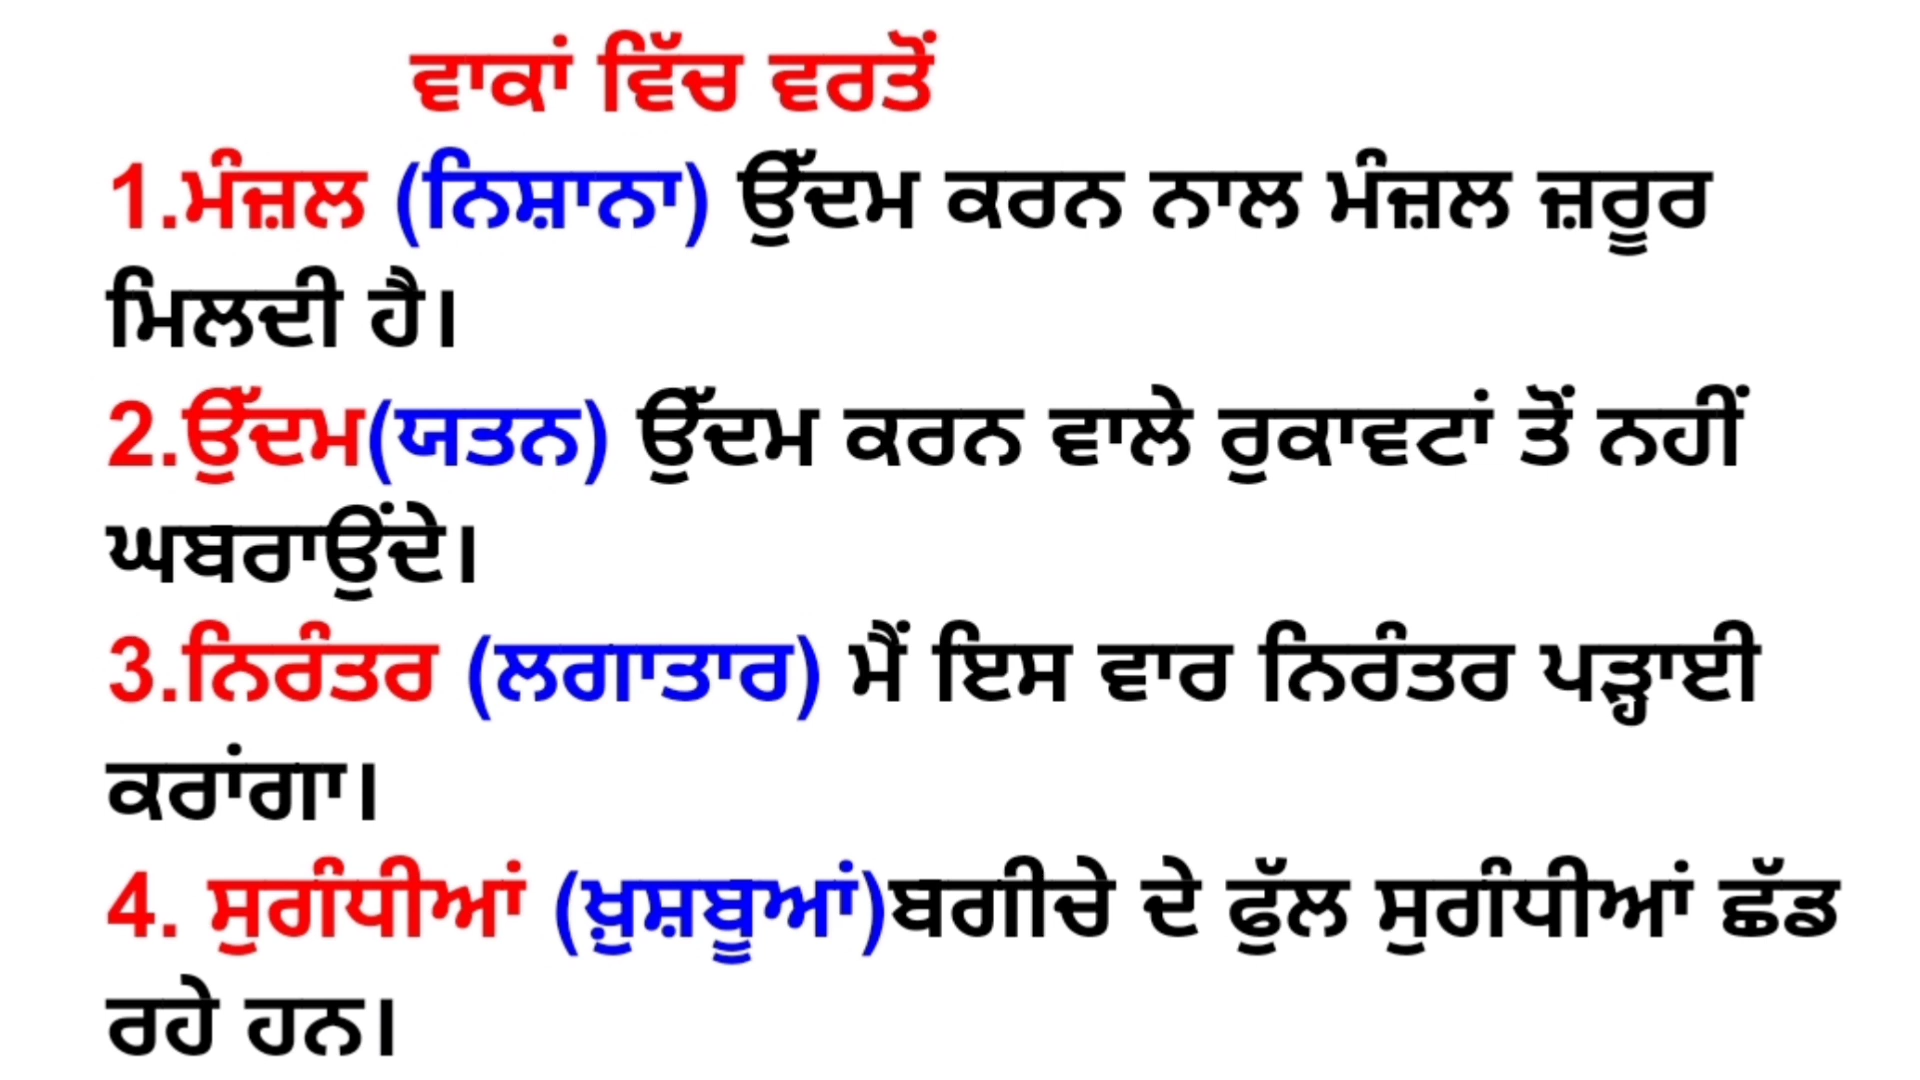 ਵਾਕਾਂ ਵਿੱਚ ਵਰਤੋਂ
1.ਮੰਜ਼ਲ (ਨਿਸ਼ਾਨਾ) ਉੱਦਮ ਕਰਨ ਨਾਲ ਮੰਜ਼ਲ ਜ਼ਰੂਰ
ਮਿਲਦੀ ਹੈ।
2.ਉੱਦਮ(ਯਤਨ) ਉੱਦਮ ਕਰਨ ਵਾਲੇ ਰੁਕਾਵਟਾਂ ਤੋਂ ਨਹੀਂ
ਘਬਰਾਉਂਦੇ।
3.ਨਿਰੰਤਰ (ਲਗਾਤਾਰ) ਮੈਂ ਇਸ ਵਾਰ ਨਿਰੰਤਰ ਪੜ੍ਹਾਈ
ਕਰਾਂਗਾ।
4. ਸੁਗੰਧੀਆਂ (ਖ਼ੁਸ਼ਬੂਆਂ)ਬਗੀਚੇ ਦੇ ਫੁੱਲ ਸੁਗੰਧੀਆਂ ਛੱਡ
ਰਹੇ ਹਨ।